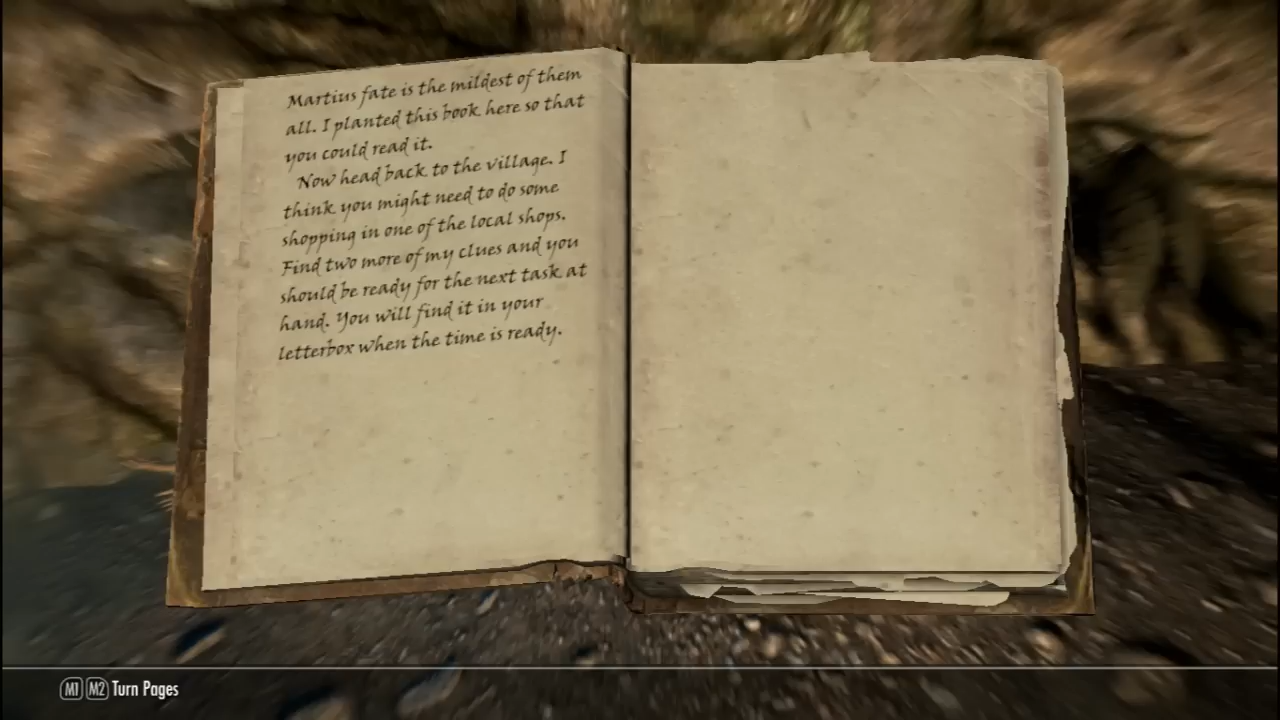 Martius fate is the mildest of them
all. I planted this book here so that
you could read it.
Now head back to the village. I
think you might need to do some
shopping in one of the local shops.
Find two more of my clues and you
should be ready for the next task at
hand. You will find it in your
letterbox when the time is ready.
M1 M2 Turn Pages